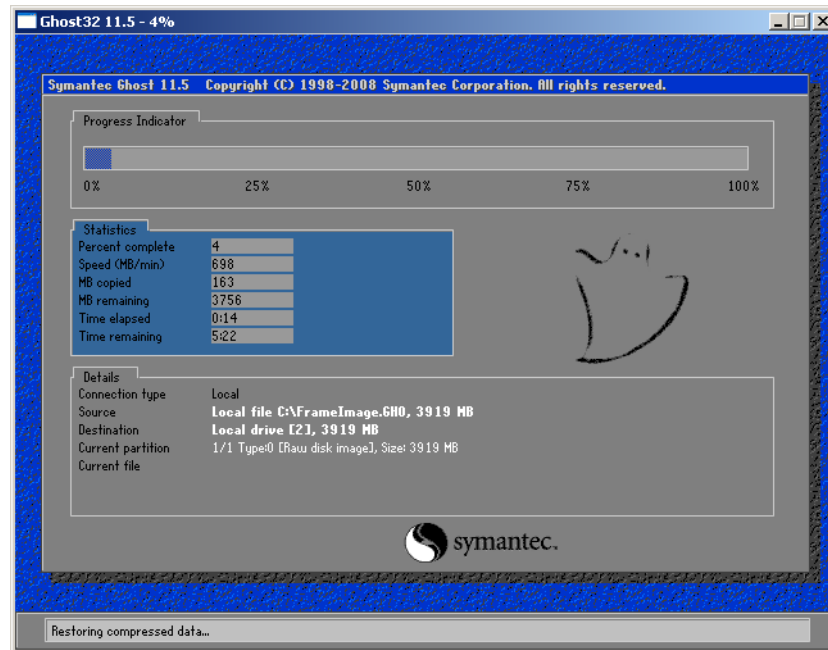 Ghost32 11.5 - 4%
Symantec Ghost 11.5 Copyright (C) 1998-2008 Symantec Corporation. All rights reserved.
Progress Indicator
0% 25% 50% 75% 100%
Statistics
Percent complete 4
Speed (MB/min) 698
MB copied 163
MB remaining 3756
Time elapsed 0:14
Time remaining 5:22
Details
Connection type Local
Source Local file C:\FrameImage.GHO, 3919 MB
Destination Local drive [2], 3919 MB
Current partition 1/1 Type:0 [Raw disk image], Size: 3919 MB
Current file
symantec.
Restoring compressed data...